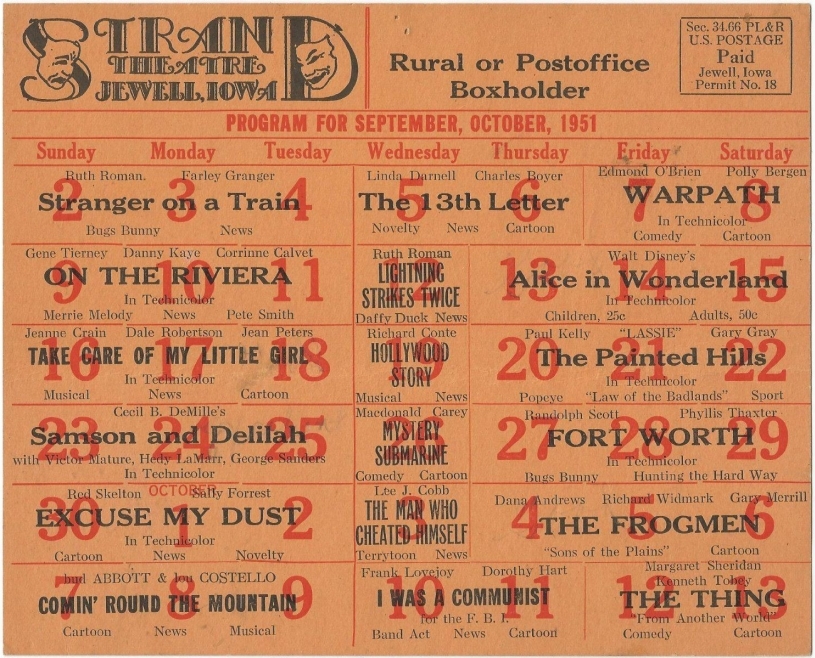 STRAND
THEATRE
JEWELL, IOWA
Rural or Postoffice
Boxholder
Sec. 34.66 PL&R
U.S. POSTAGE
Paid
Jewell, Iowa
Permit No. 18
PROGRAM FOR SEPTEMBER, OCTOBER, 1951
Sunday Monday Tuesday Wednesday Thursday Friday Saturday
2 3 4
Ruth Roman. Farley Granger
Stranger on a Train
Bugs Bunny News
5 6
Linda Darnell Charles Boyer
The 13th Letter
Novelty News Cartoon
7 8
Edmond O'Brien Polly Bergen
WARPATH
In Technicolor
Comedy Cartoon
9 10 11
Gene Tierney Danny Kaye Corrinne Calvet
ON THE RIVIERA
In Technicolor
Merrie Melody News Pete Smith
12
Ruth Roman
LIGHTNING
STRIKES TWICE
Daffy Duck News
13 14 15
Walt Disney's
Alice in Wonderland
In Technicolor
Children, 25c Adults, 50c
16 17 18
Jeanne Crain Dale Robertson Jean Peters
TAKE CARE OF MY LITTLE GIRL
In Technicolor
Musical News Cartoon
19
Richard Conte
HOLLYWOOD
STORY
Musical News
20 21 22
Paul Kelly "LASSIE" Gary Gray
The Painted Hills
In Technicolor
Popeye "Law of the Badlands" Sport
23 24 25
Cecil B. DeMille's
Samson and Delilah
with Victor Mature, Hedy LaMarr, George Sanders
In Technicolor
Macdonald Carey
MYSTERY
SUBMARINE
Comedy Cartoon
27 28 29
Randolph Scott Phyllis Thaxter
FORT WORTH
In Technicolor
Bugs Bunny Hunting the Hard Way
30 OCTOBER 1 2
Red Skelton Sally Forrest
EXCUSE MY DUST
In Technicolor
Cartoon News Novelty
3
Lee J. Cobb
THE MAN WHO
CHEATED HIMSELF
Terrytoon News
4 5 6
Dana Andrews Richard Widmark Gary Merrill
THE FROGMEN
"Sons of the Plains" Cartoon
7 8 9
bud ABBOTT & lou COSTELLO
COMIN' ROUND THE MOUNTAIN
Cartoon News Musical
10 11
Frank Lovejoy Dorothy Hart
I WAS A COMMUNIST
for the F. B. I.
Band Act News Cartoon
12 13
Margaret Sheridan
Kenneth Tobey
THE THING
"From Another World"
Comedy Cartoon